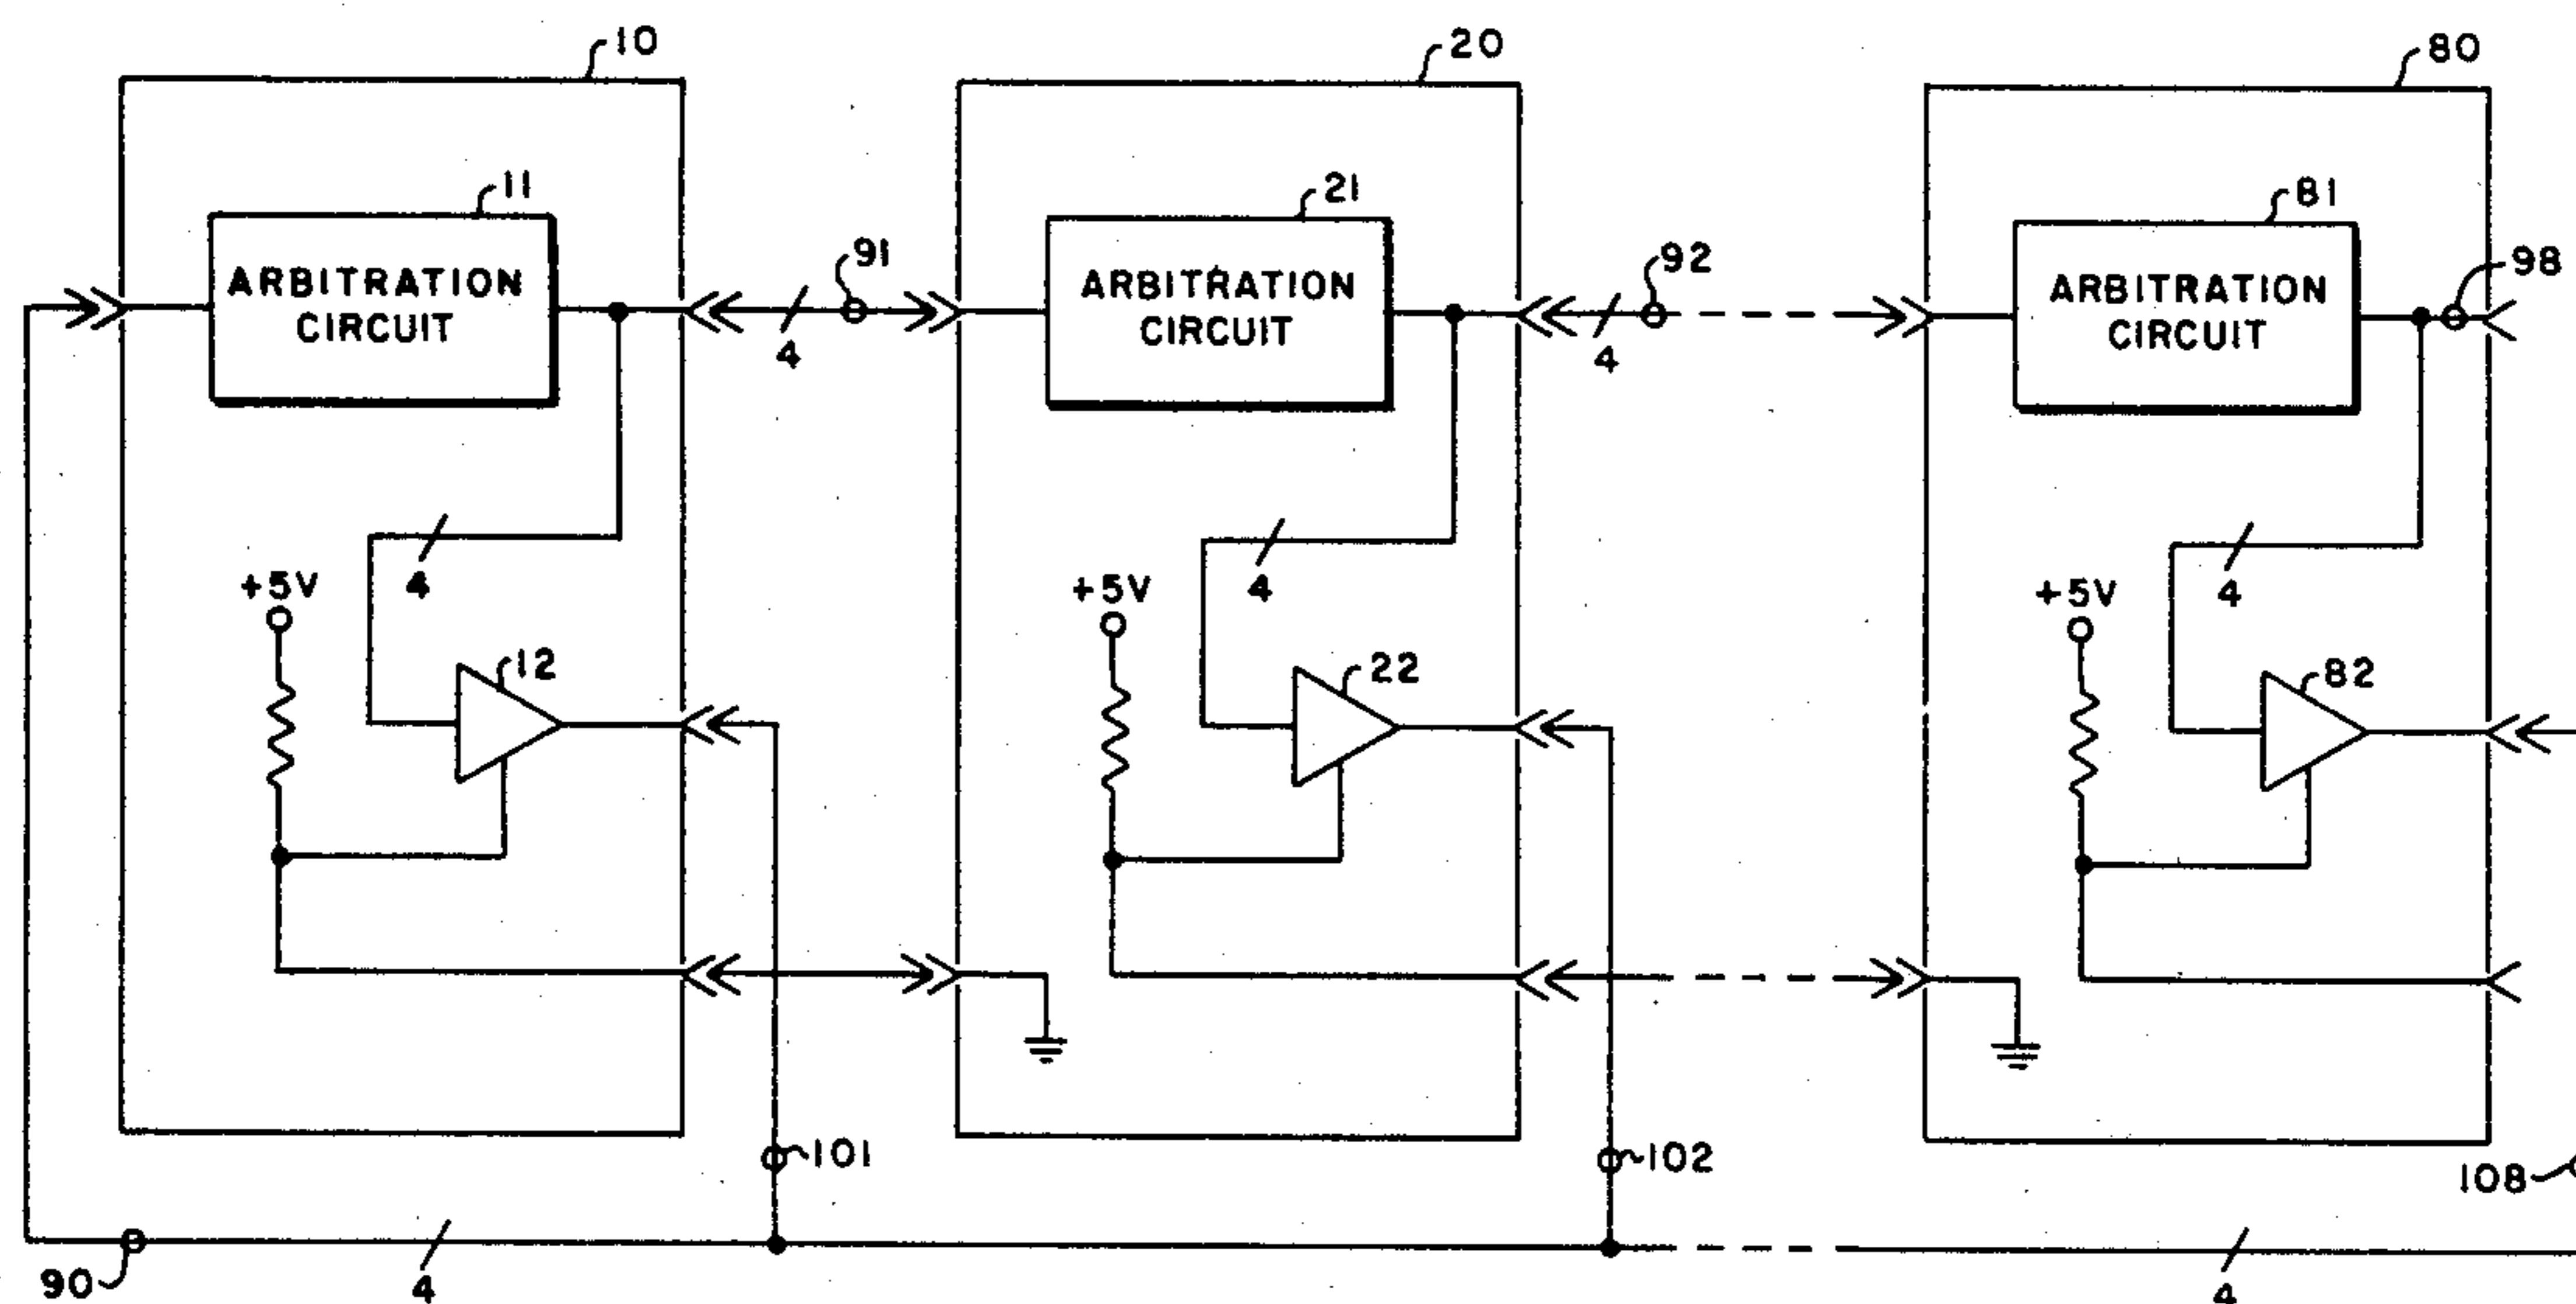 10
20
80
11
21
81
ARBITRATION
CIRCUIT
ARBITRATION
CIRCUIT
ARBITRATION
CIRCUIT
91
92
98
4
4
4
4
4
+5V
+5V
+5V
12
22
82
101
102
108
90
4
4